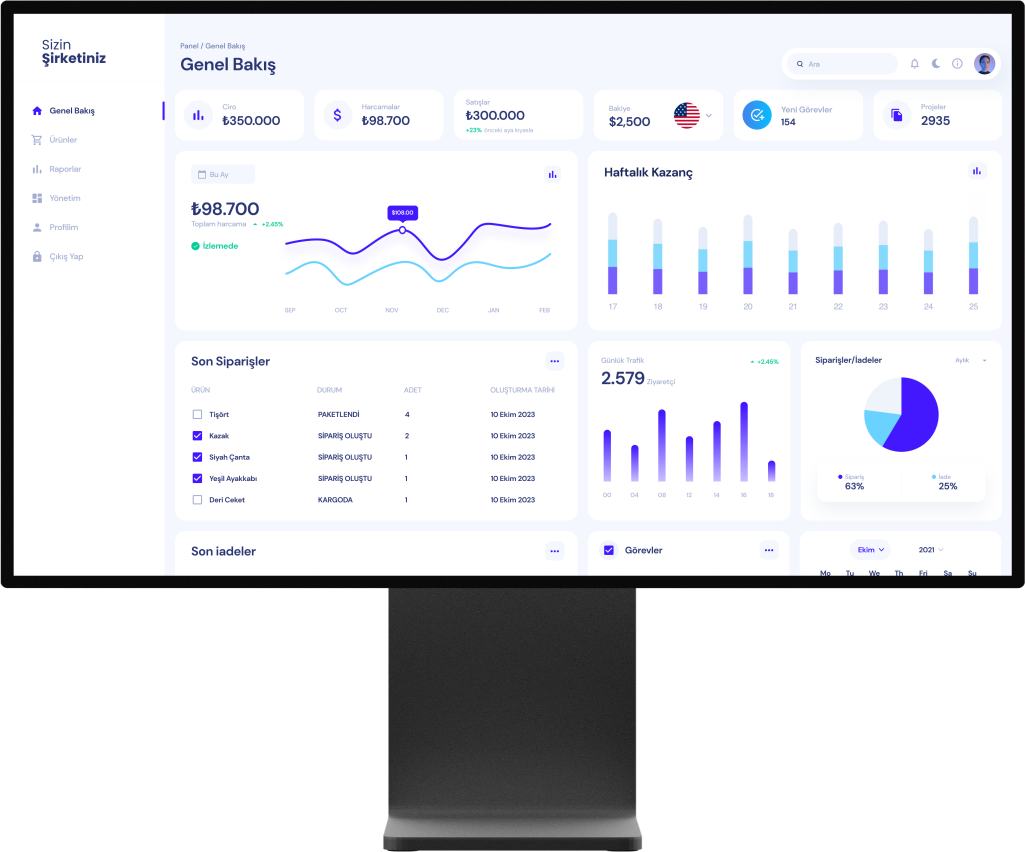 Sizin
Şirketiniz
Genel Bakış
Ürünler
Raporlar
Yönetim
Profilim
Çıkış Yap
Panel / Genel Bakış
Genel Bakış
Ara
Ciro
₺350.000
Harcamalar
₺98.700
Satışlar
₺300.000
+23% önceki aya kıyasla
Bakiye
$2,500
Yeni Görevler
154
Projeler
2935
Bu Ay
₺98.700
Toplam harcama +2.45%
İzlemede
$108.00
SEP OCT NOV DEC JAN FEB
Haftalık Kazanç
17 18 19 20 21 22 23 24 25
Son Siparişler
ÜRÜN DURUM ADET OLUŞTURMA TARİHİ
Tişört PAKETLENDİ 4 10 Ekim 2023
Kazak SİPARİŞ OLUŞTU 2 10 Ekim 2023
Siyah Çanta SİPARİŞ OLUŞTU 1 10 Ekim 2023
Yeşil Ayakkabı SİPARİŞ OLUŞTU 1 10 Ekim 2023
Deri Ceket KARGODA 1 10 Ekim 2023
Günlük Trafik
+2.45%
2.579 Ziyaretçi
00 04 08 12 14 16 18
Siparişler/İadeler
Aylık
Sipariş
63%
İade
25%
Son iadeler
Görevler
Ekim 2021
Mo Tu We Th Fri Sa Su